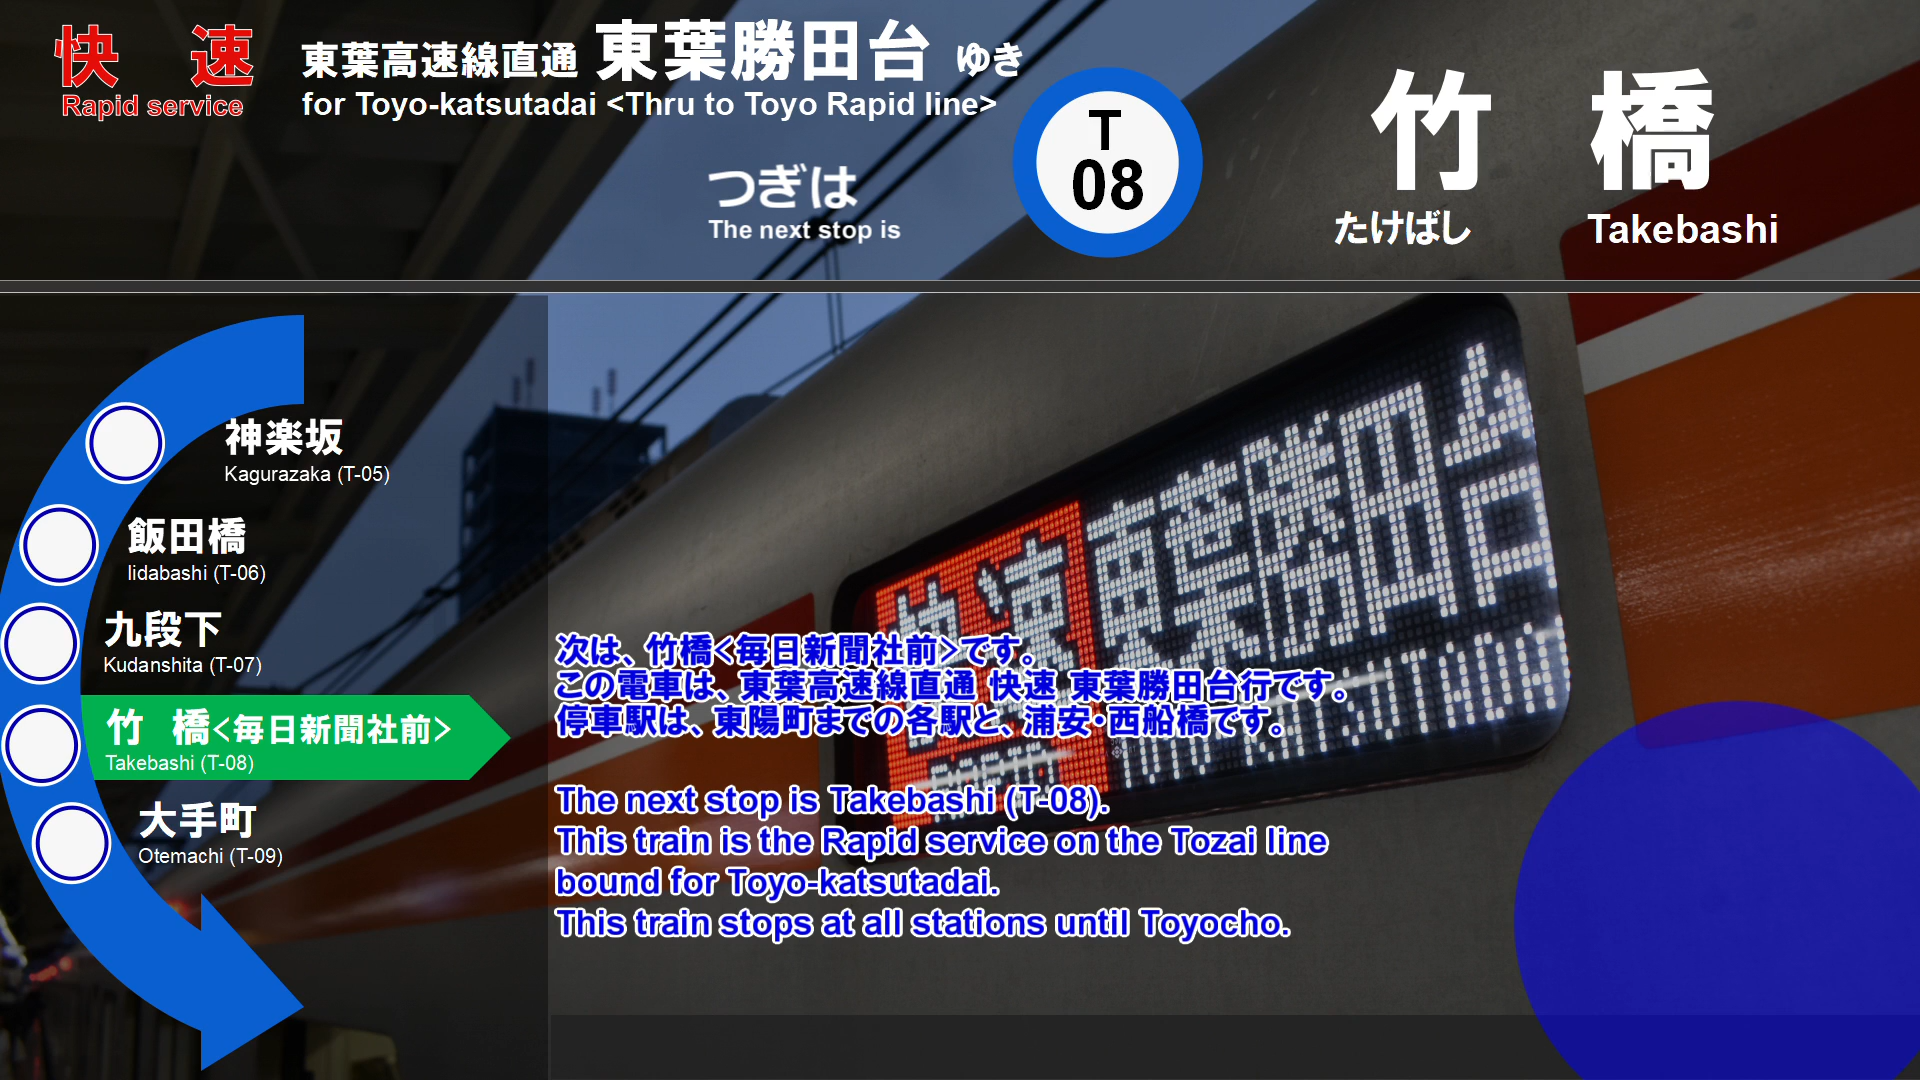 快速
Rapid service
東葉高速線直通 東葉勝田台 ゆき
for Toyo-katsutadai <Thru to Toyo Rapid line>
つぎは
The next stop is
T
08
竹橋
たけばし Takebashi
神楽坂
Kagurazaka (T-05)
飯田橋
Iidabashi (T-06)
九段下
Kudanshita (T-07)
竹 橋<毎日新聞社前>
Takebashi (T-08)
大手町
Otemachi (T-09)
快速 東葉勝田台
次は、竹橋<毎日新聞社前>です。
この電車は、東葉高速線直通 快速 東葉勝田台行です。
停車駅は、東陽町までの各駅と、浦安・西船橋です。
The next stop is Takebashi (T-08).
This train is the Rapid service on the Tozai line
bound for Toyo-katsutadai.
This train stops at all stations until Toyocho.